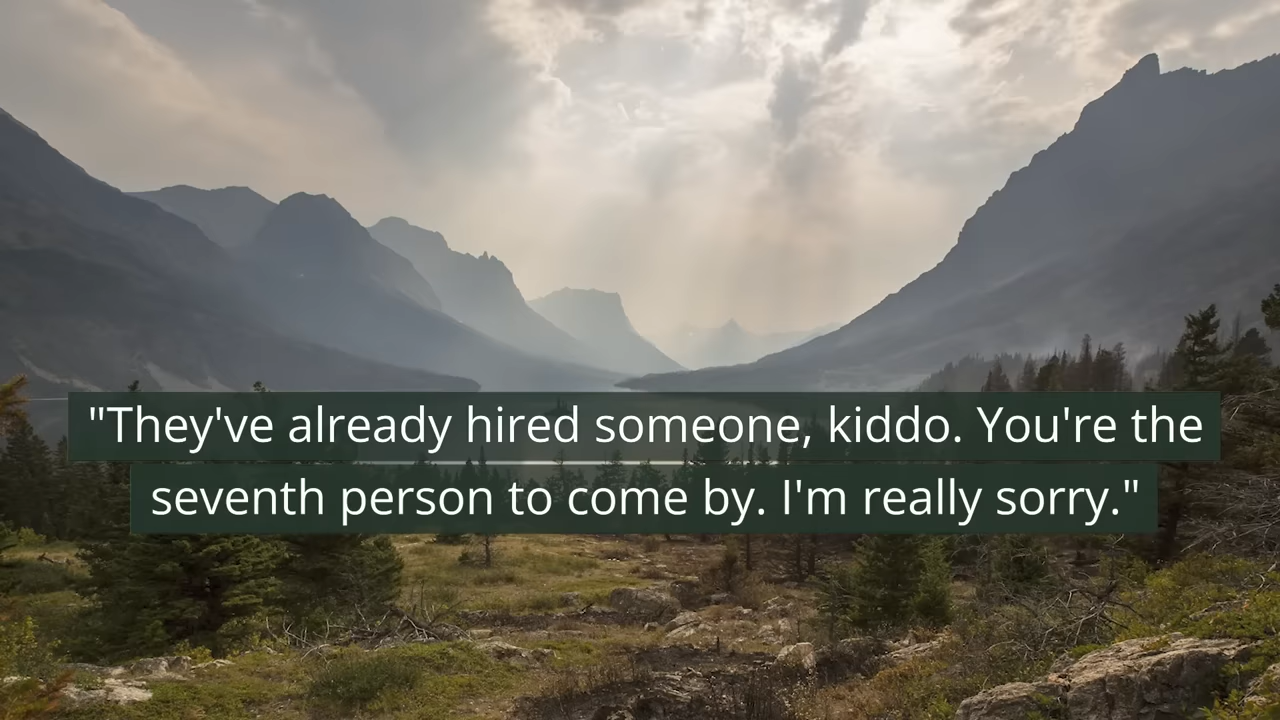 "They've already hired someone, kiddo. You're the
seventh person to come by. I'm really sorry."